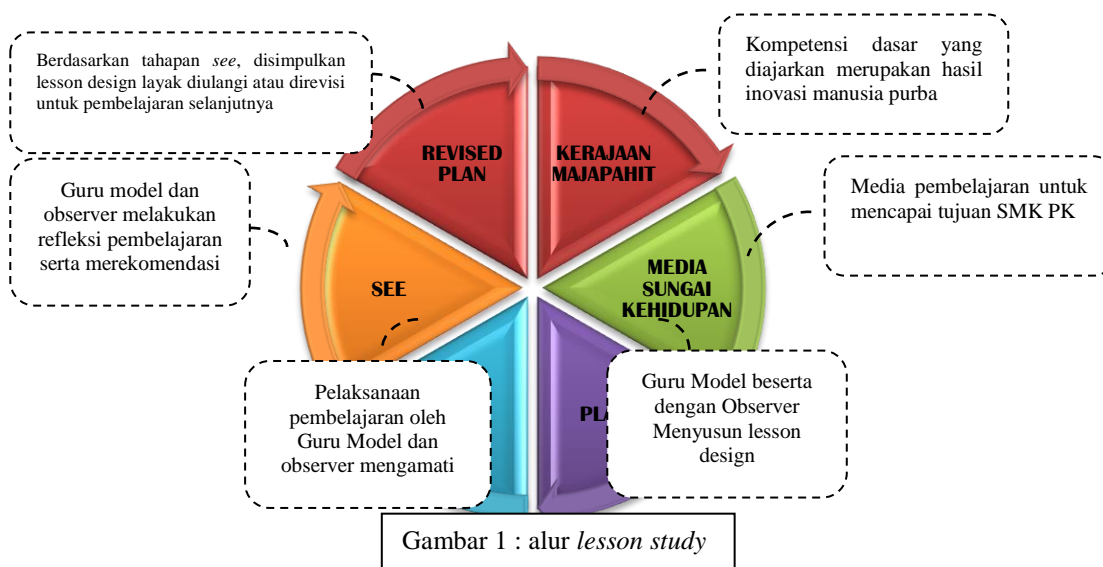 Berdasarkan tahapan see, disimpulkan
lesson design layak diulangi atau direvisi
untuk pembelajaran selanjutnya
Kompetensi dasar yang
diajarkan merupakan hasil
inovasi manusia purba
REVISED
PLAN
KERAJAAN
MAJAPAHIT
Guru model dan
observer melakukan
refleksi pembelajaran
serta merekomendasi
Media pembelajaran untuk
mencapai tujuan SMK PK
SEE
MEDIA
SUNGAI
KEHIDUPAN
Pelaksanaan
pembelajaran oleh
Guru Model dan
observer mengamati
Guru Model beserta
dengan Observer
Menyusun lesson
design
Gambar 1 : alur lesson study